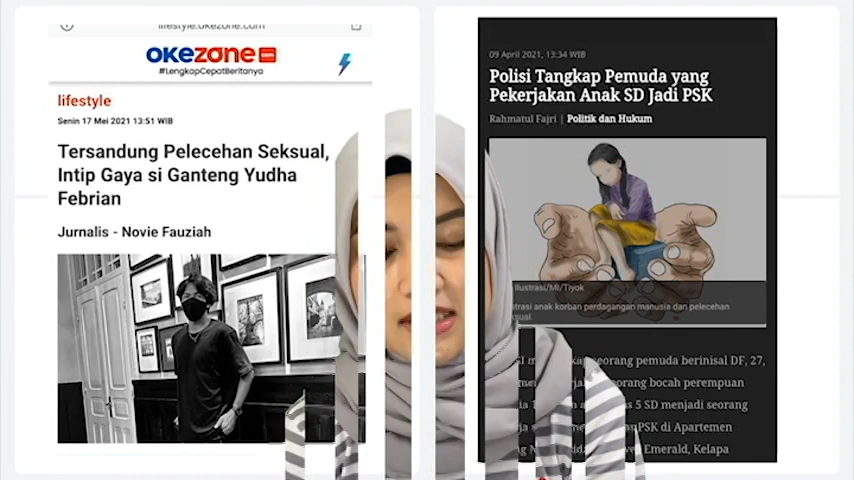 lifestyle.okezone.com
OKEZONE.com
#LengkapCepatBeritanya
lifestyle
Senin 17 Mei 2021 13:51 WIB
Tersandung Pelecehan Seksual,
Intip Gaya si Ganteng Yudha
Febrian
Jurnalis - Novie Fauziah
09 April 2021, 13:34 WIB
Polisi Tangkap Pemuda yang
Pekerjakan Anak SD Jadi PSK
Rahmatul Fajri | Politik dan Hukum
Ilustrasi/MI/Tiyok
anak korban perdagangan manusia dan pelecehan
seorang pemuda berinisal DF, 27,
seorang bocah perempuan
5 SD menjadi seorang
PSK di Apartemen
Emerald, Kelapa